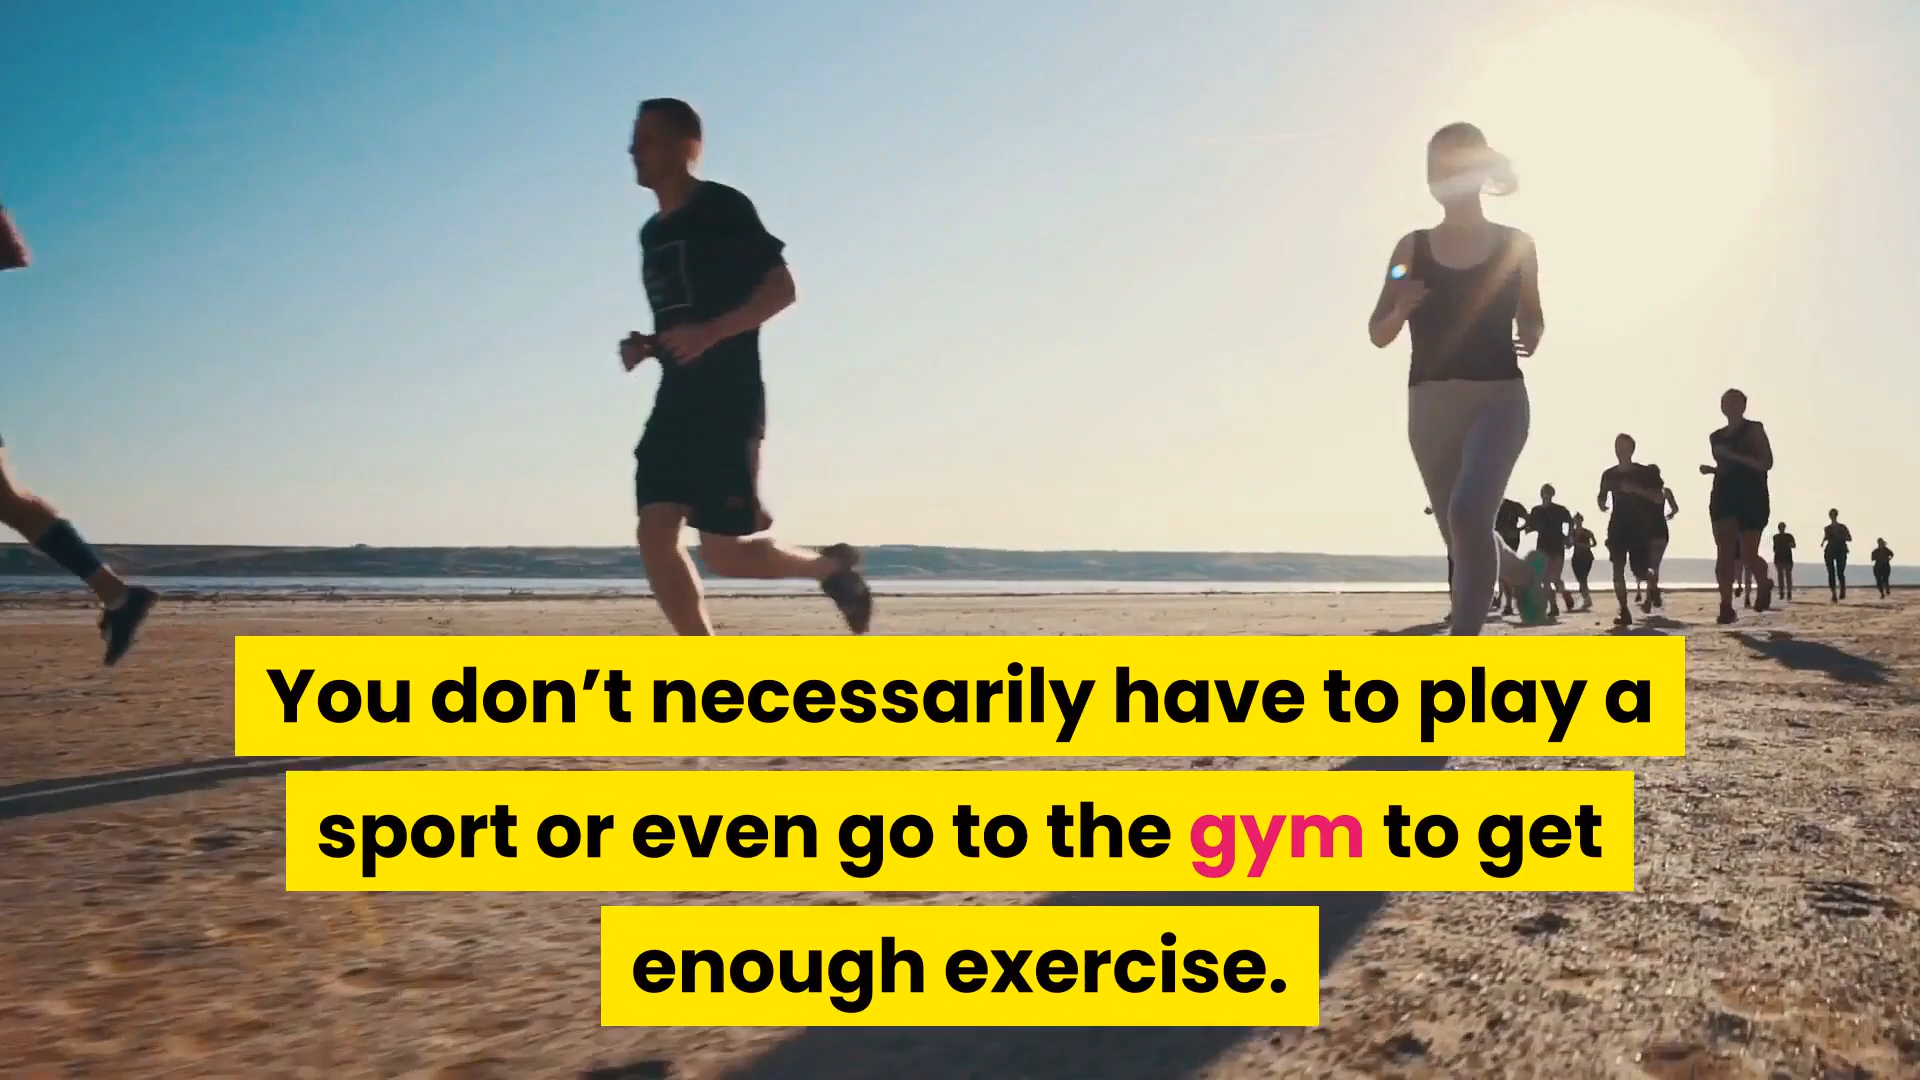 You don’t necessarily have to play a
sport or even go to the gym to get
enough exercise.